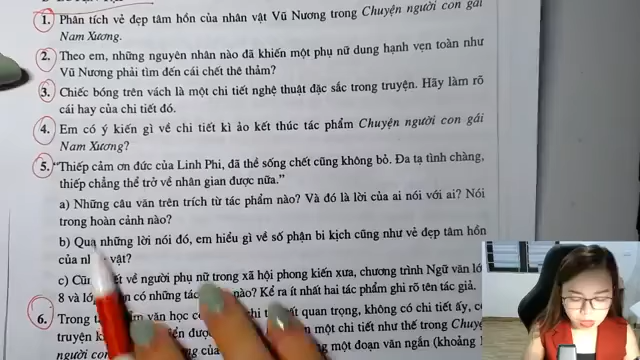 1. Phân tích vẻ đẹp tâm hồn của nhân vật Vũ Nương trong Chuyện người con gái
Nam Xương.
2. Theo em, những nguyên nhân nào đã khiến một phụ nữ dung hạnh vẹn toàn như
Vũ Nương phải tìm đến cái chết thê thảm?
3. Chiếc bóng trên vách là một chi tiết nghệ thuật đặc sắc trong truyện. Hãy làm rõ
cái hay của chi tiết đó.
4. Em có ý kiến gì về chi tiết kì ảo kết thúc tác phẩm Chuyện người con gái
Nam Xương?
5. "Thiếp cảm ơn đức của Linh Phi, đã thề sống chết cũng không bỏ. Đa tạ tình chàng,
thiếp chẳng thể trở về nhân gian được nữa."
a) Những câu văn trên trích từ tác phẩm nào? Và đó là lời của ai nói với ai? Nói
trong hoàn cảnh nào?
b) Qua những lời nói đó, em hiểu gì về số phận bi kịch cũng như vẻ đẹp tâm hồn
của vật?
c) về người phụ nữ trong xã hội phong kiến xưa, chương trình Ngữ văn
8 và có những tác nào? Kể ra ít nhất hai tác phẩm ghi rõ tên tác giả.
6. Trong văn học quan trọng, không có chi tiết ấy,
truyện một chi tiết như thế trong
người một đoạn văn ngắn (khoảng